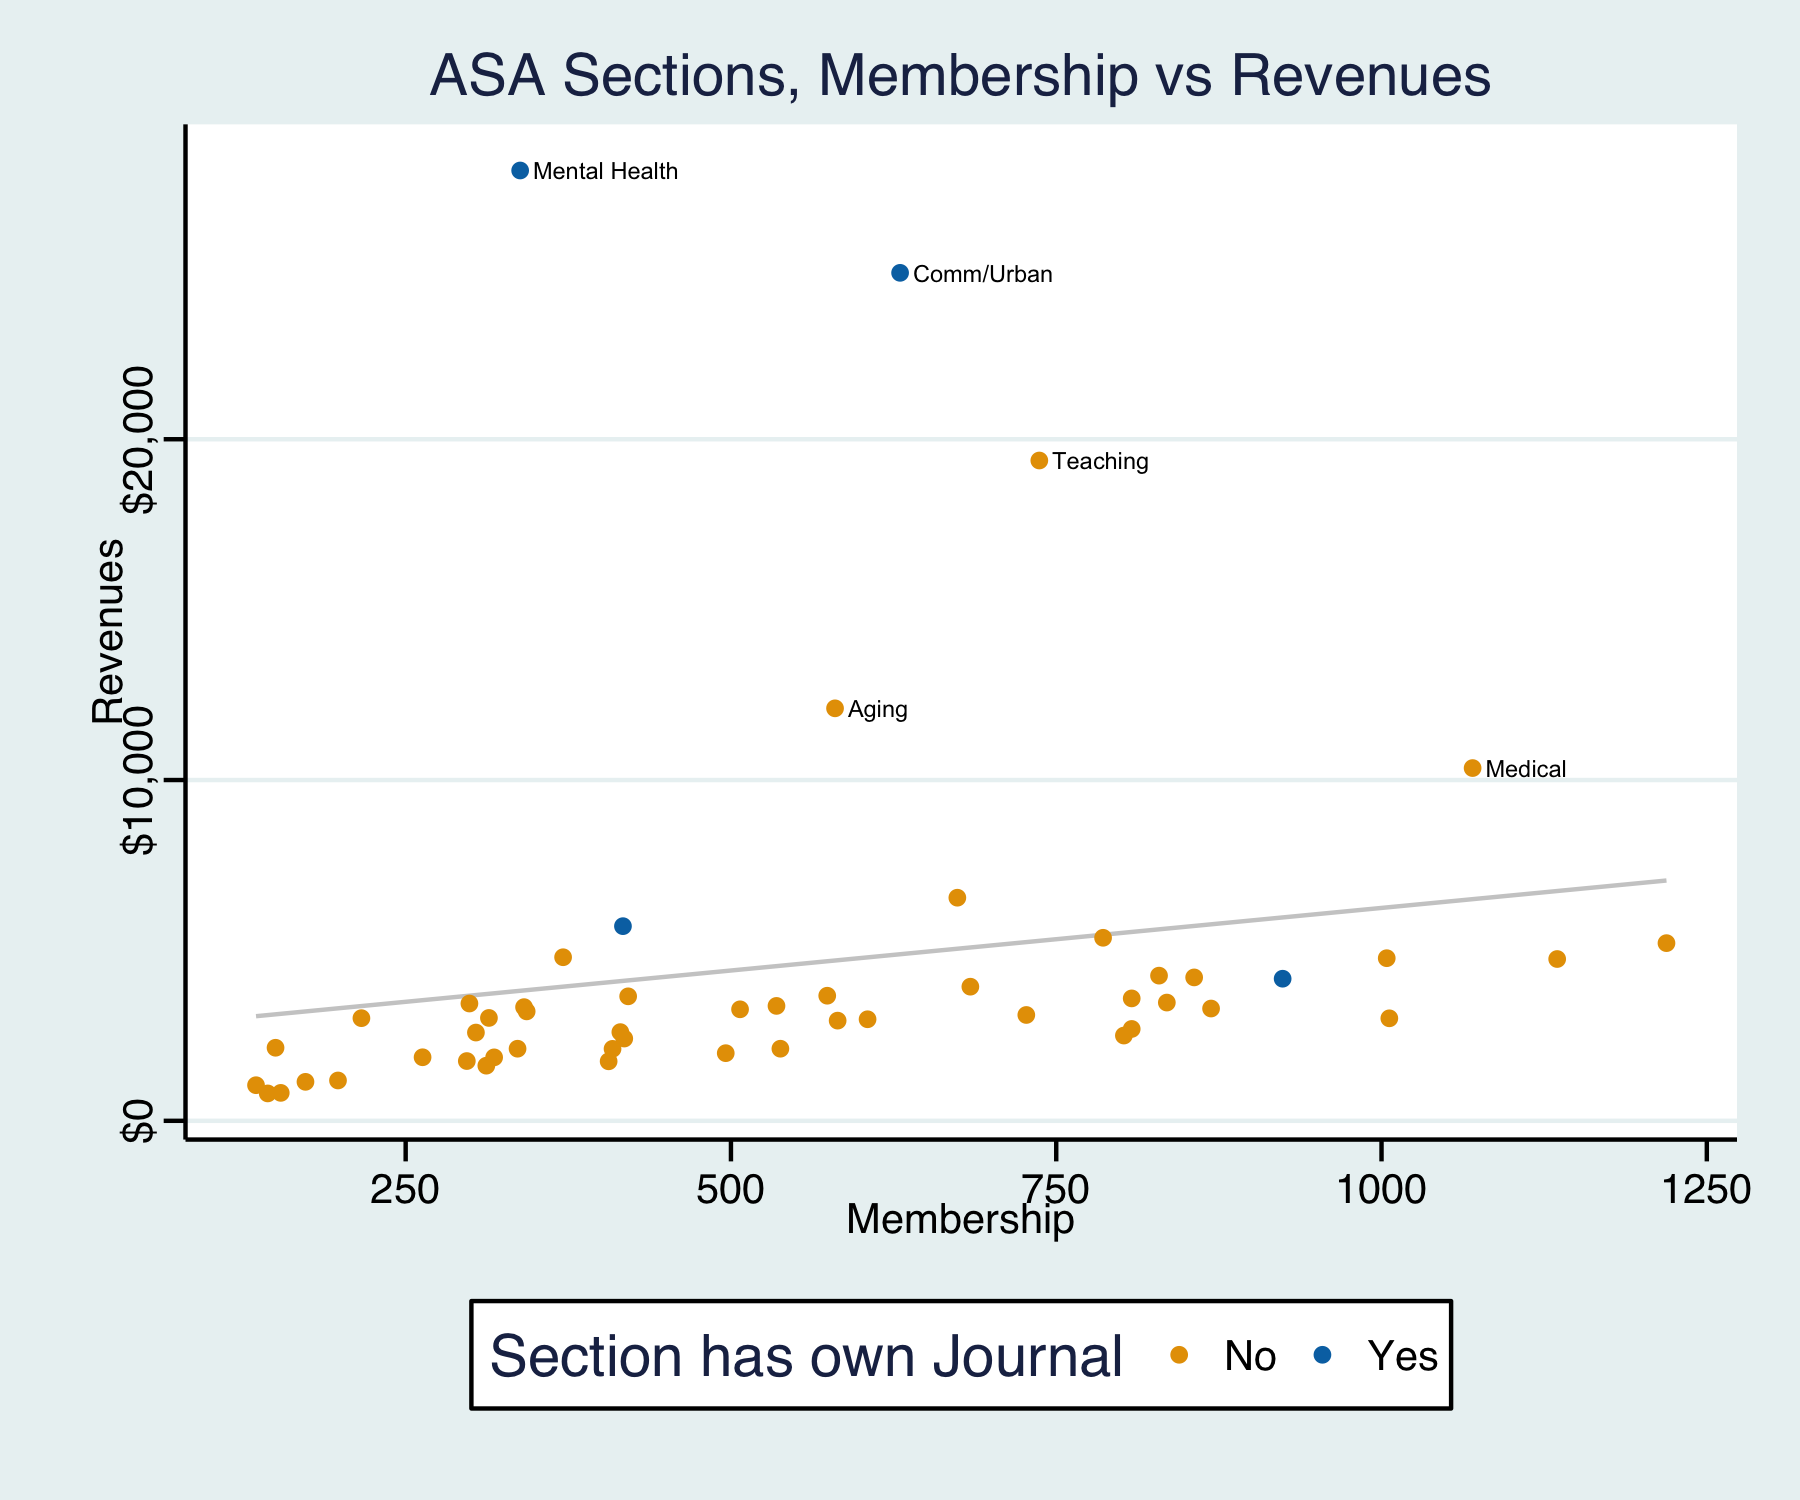 ASA Sections, Membership vs Revenues
Mental Health
Comm/Urban
$20,000
Teaching
Revenues
Aging
$10,000
Medical
$0
250 500 750 1000 1250
Membership
Section has own Journal No Yes